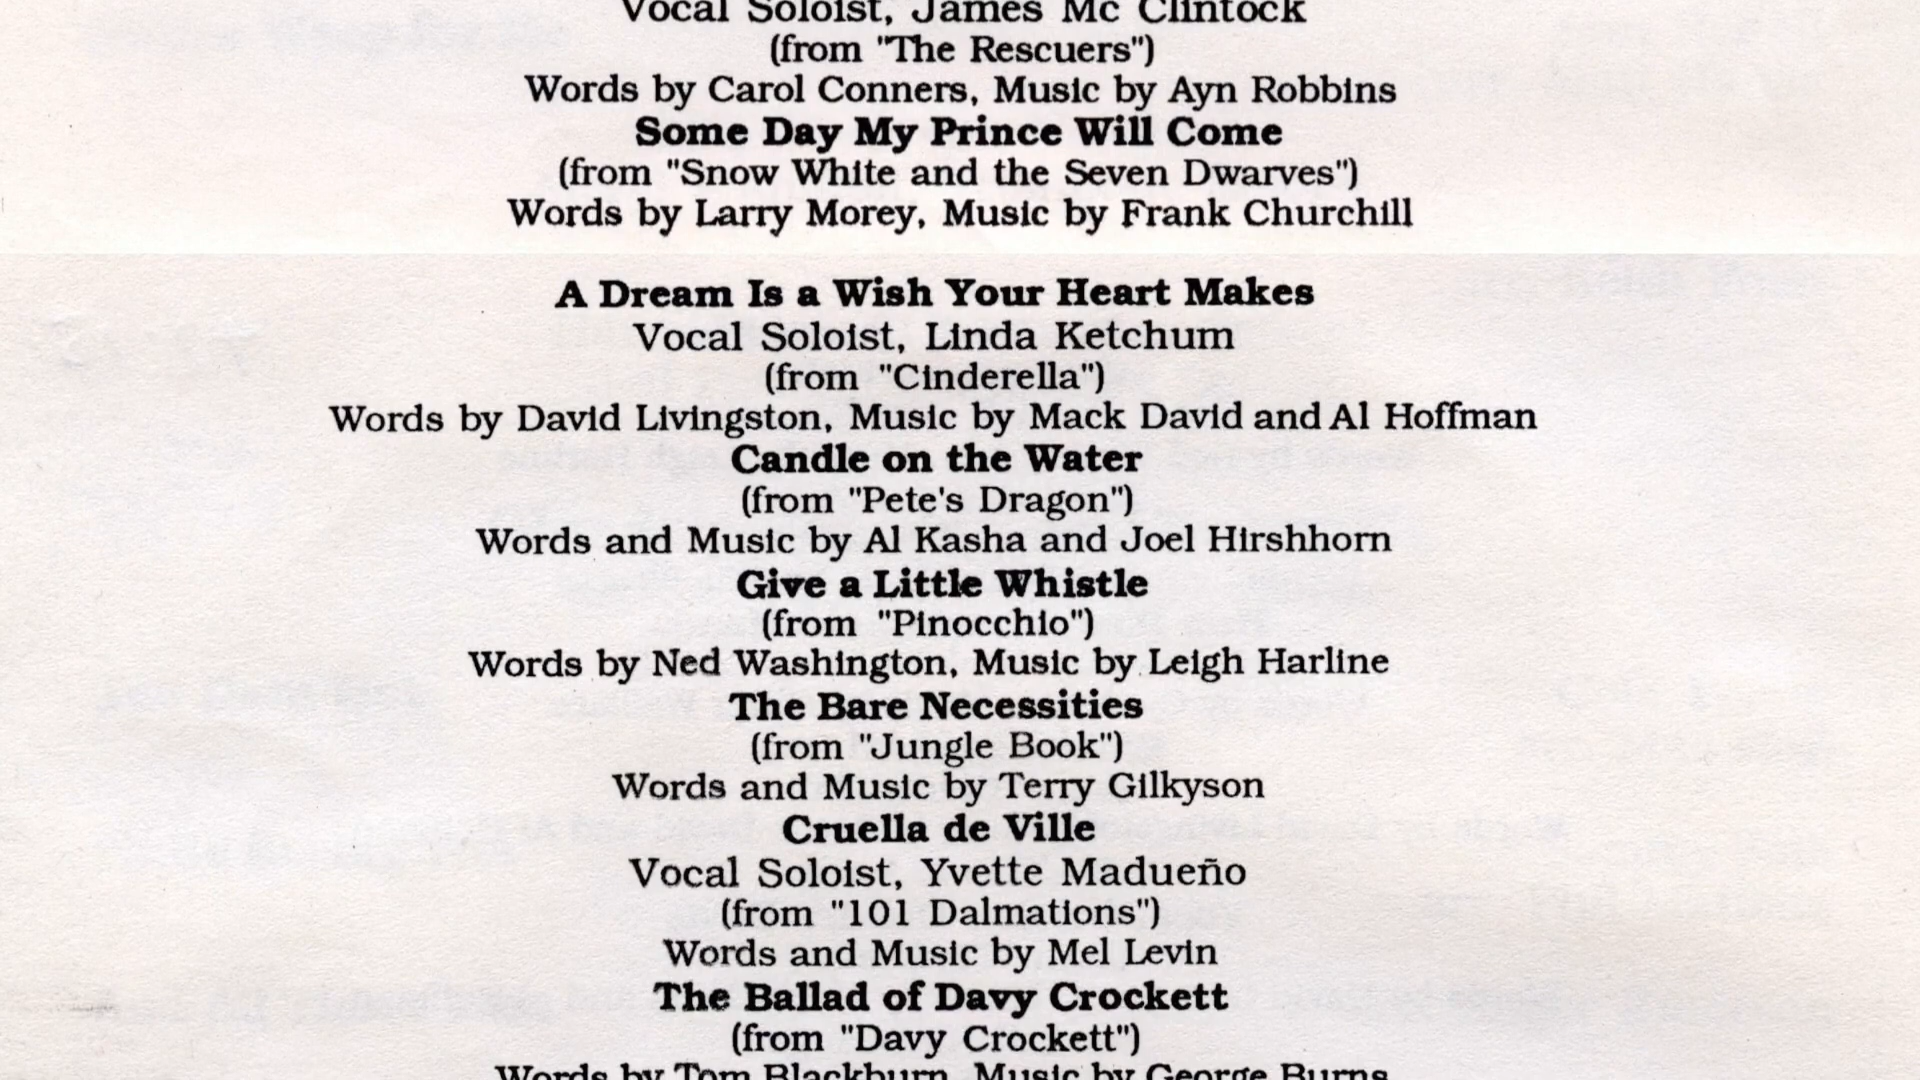 Vocal Soloist, James Mc Clintock
(from "The Rescuers")
Words by Carol Conners, Music by Ayn Robbins
Some Day My Prince Will Come
(from "Snow White and the Seven Dwarves")
Words by Larry Morey, Music by Frank Churchill
A Dream Is a Wish Your Heart Makes
Vocal Soloist, Linda Ketchum
(from "Cinderella")
Words by David Livingston, Music by Mack David and Al Hoffman
Candle on the Water
(from "Pete's Dragon")
Words and Music by Al Kasha and Joel Hirshhorn
Give a Little Whistle
(from "Pinocchio")
Words by Ned Washington, Music by Leigh Harline
The Bare Necessities
(from "Jungle Book")
Words and Music by Terry Gilkyson
Cruella de Ville
Vocal Soloist, Yvette Madueño
(from "101 Dalmations")
Words and Music by Mel Levin
The Ballad of Davy Crockett
(from "Davy Crockett")
Words by Tom Blackburn, Music by George Burns